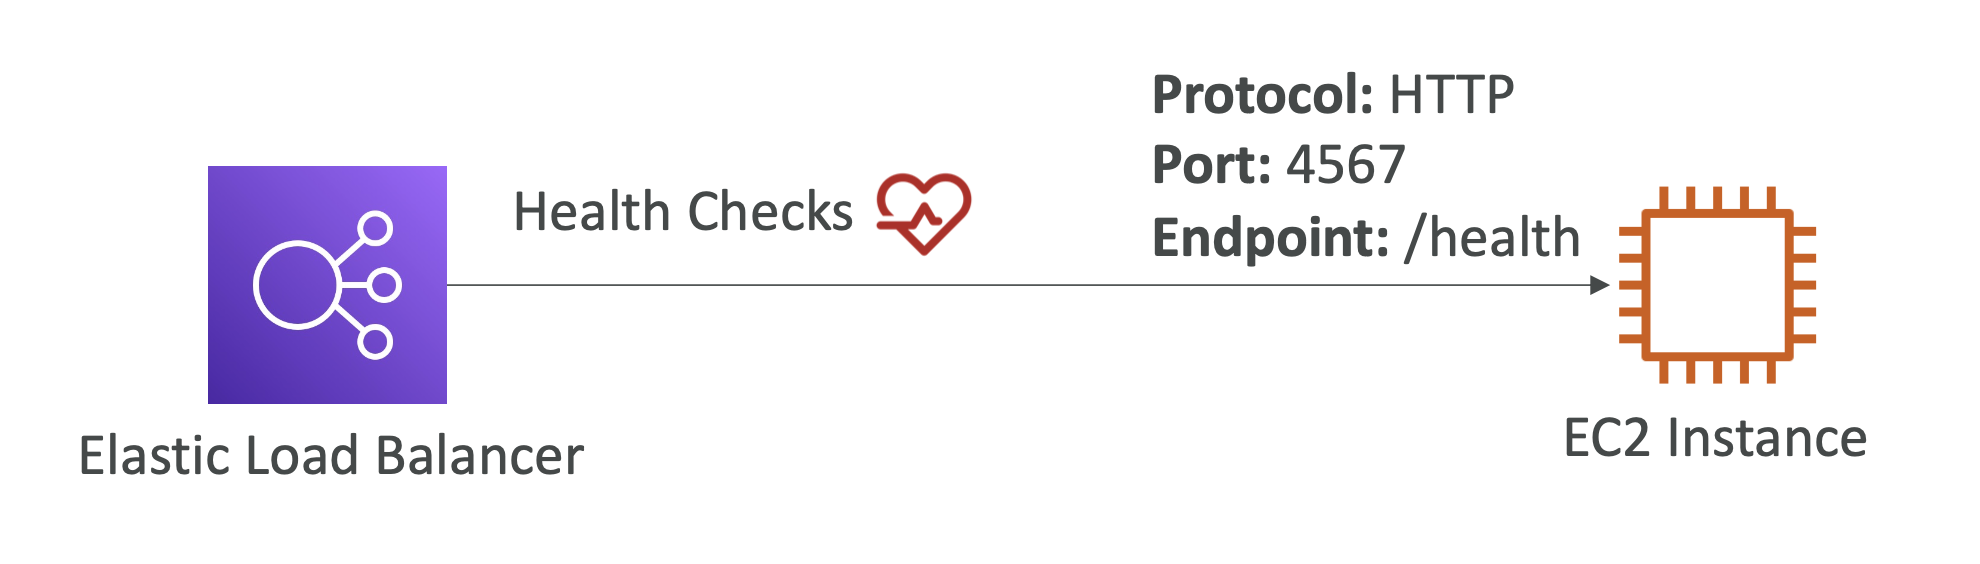 Protocol: HTTP
Port: 4567
Endpoint: /health
Health Checks
Elastic Load Balancer
EC2 Instance